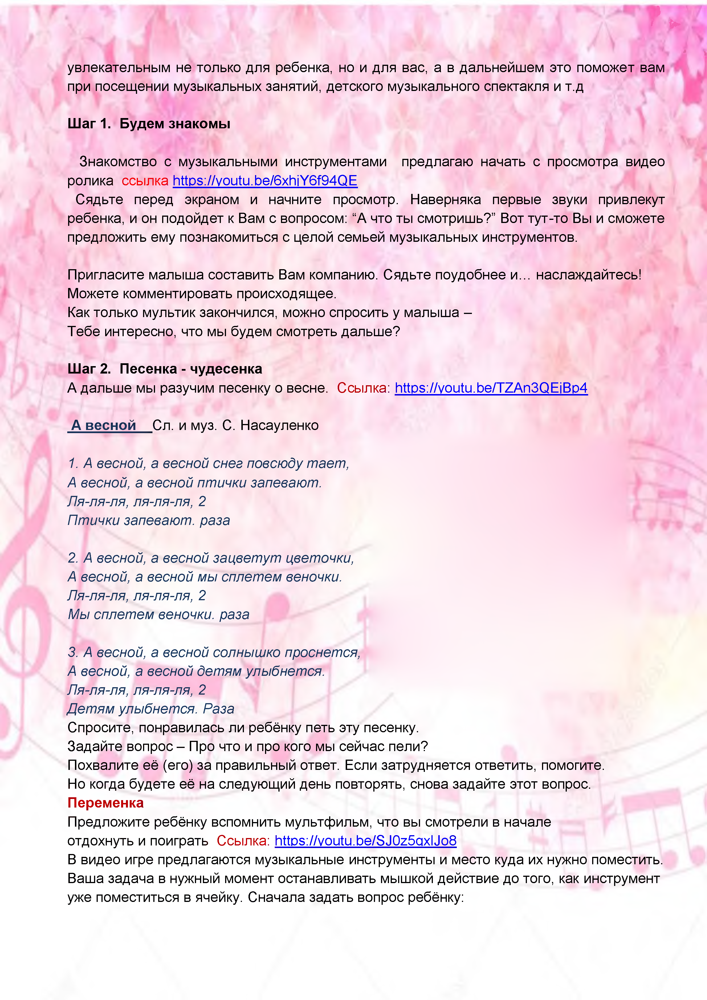 увлекательным не только для ребенка, но и для вас, а в дальнейшем это поможет вам
при посещении музыкальных занятий, детского музыкального спектакля и т.д
Шаг 1. Будем знакомы
Знакомство с музыкальными инструментами предлагаю начать с просмотра видео
ролика ссылка https://youtu.be/6xhjY6f94QE
Сядьте перед экраном и начните просмотр. Наверняка первые звуки привлекут
ребенка, и он подойдет к Вам с вопросом: “А что ты смотришь?” Вот тут-то Вы и сможете
предложить ему познакомиться с целой семьей музыкальных инструментов.
Пригласите малыша составить Вам компанию. Сядьте поудобнее и… наслаждайтесь!
Можете комментировать происходящее.
Как только мультик закончился, можно спросить у малыша –
Тебе интересно, что мы будем смотреть дальше?
Шаг 2. Песенка - чудесенка
А дальше мы разучим песенку о весне. Ссылка: https://youtu.be/TZAn3QEjBp4
А весной Сл. и муз. С. Насауленко
1. А весной, а весной снег повсюду тает,
А весной, а весной птички запевают.
Ля-ля-ля, ля-ля-ля, 2
Птички запевают. раза
2. А весной, а весной зацветут цветочки,
А весной, а весной мы сплетем веночки.
Ля-ля-ля, ля-ля-ля, 2
Мы сплетем веночки. раза
3. А весной, а весной солнышко проснется,
А весной, а весной детям улыбнется.
Ля-ля-ля, ля-ля-ля, 2
Детям улыбнется. Раза
Спросите, понравилась ли ребёнку петь эту песенку.
Задайте вопрос – Про что и про кого мы сейчас пели?
Похвалите её (его) за правильный ответ. Если затрудняется ответить, помогите.
Но когда будете её на следующий день повторять, снова задайте этот вопрос.
Переменка
Предложите ребёнку вспомнить мультфильм, что вы смотрели в начале
отдохнуть и поиграть Ссылка: https://youtu.be/SJ0z5qxlJo8
В видео игре предлагаются музыкальные инструменты и место куда их нужно поместить.
Ваша задача в нужный момент останавливать мышкой действие до того, как инструмент
уже поместиться в ячейку. Сначала задать вопрос ребёнку: